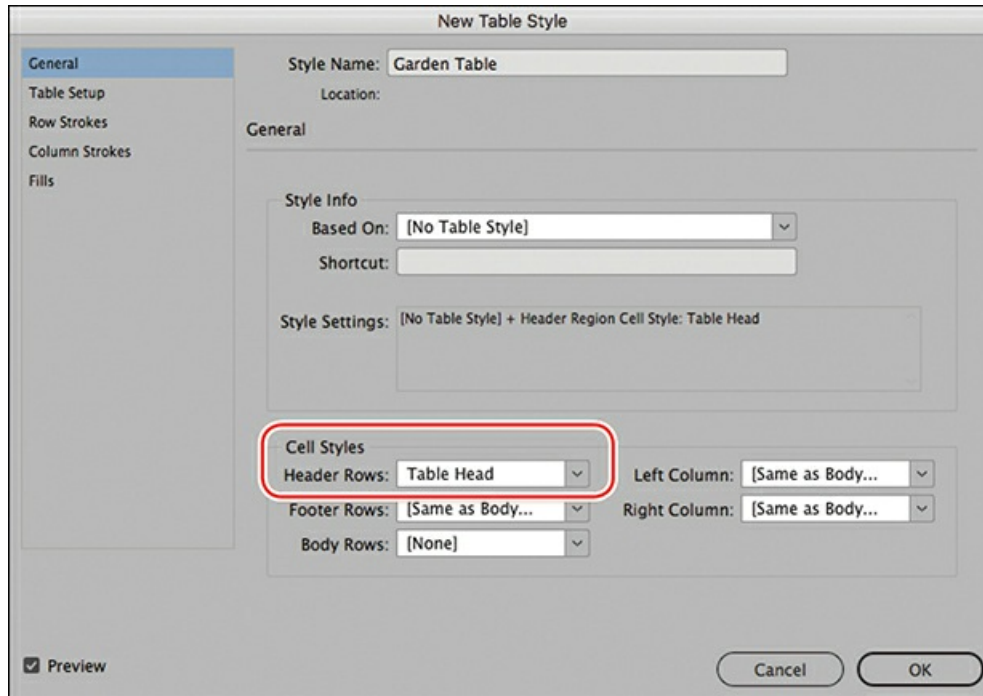 New Table Style
General
Table Setup
Row Strokes
Column Strokes
Fills
Style Name: Garden Table
Location:
General
Style Info
Based On: [No Table Style]
Shortcut:
Style Settings: [No Table Style] + Header Region Cell Style: Table Head
Cell Styles
Header Rows: Table Head
Left Column: [Same as Body...
Footer Rows: [Same as Body...
Right Column: [Same as Body...
Body Rows: [None]
Preview
Cancel
OK